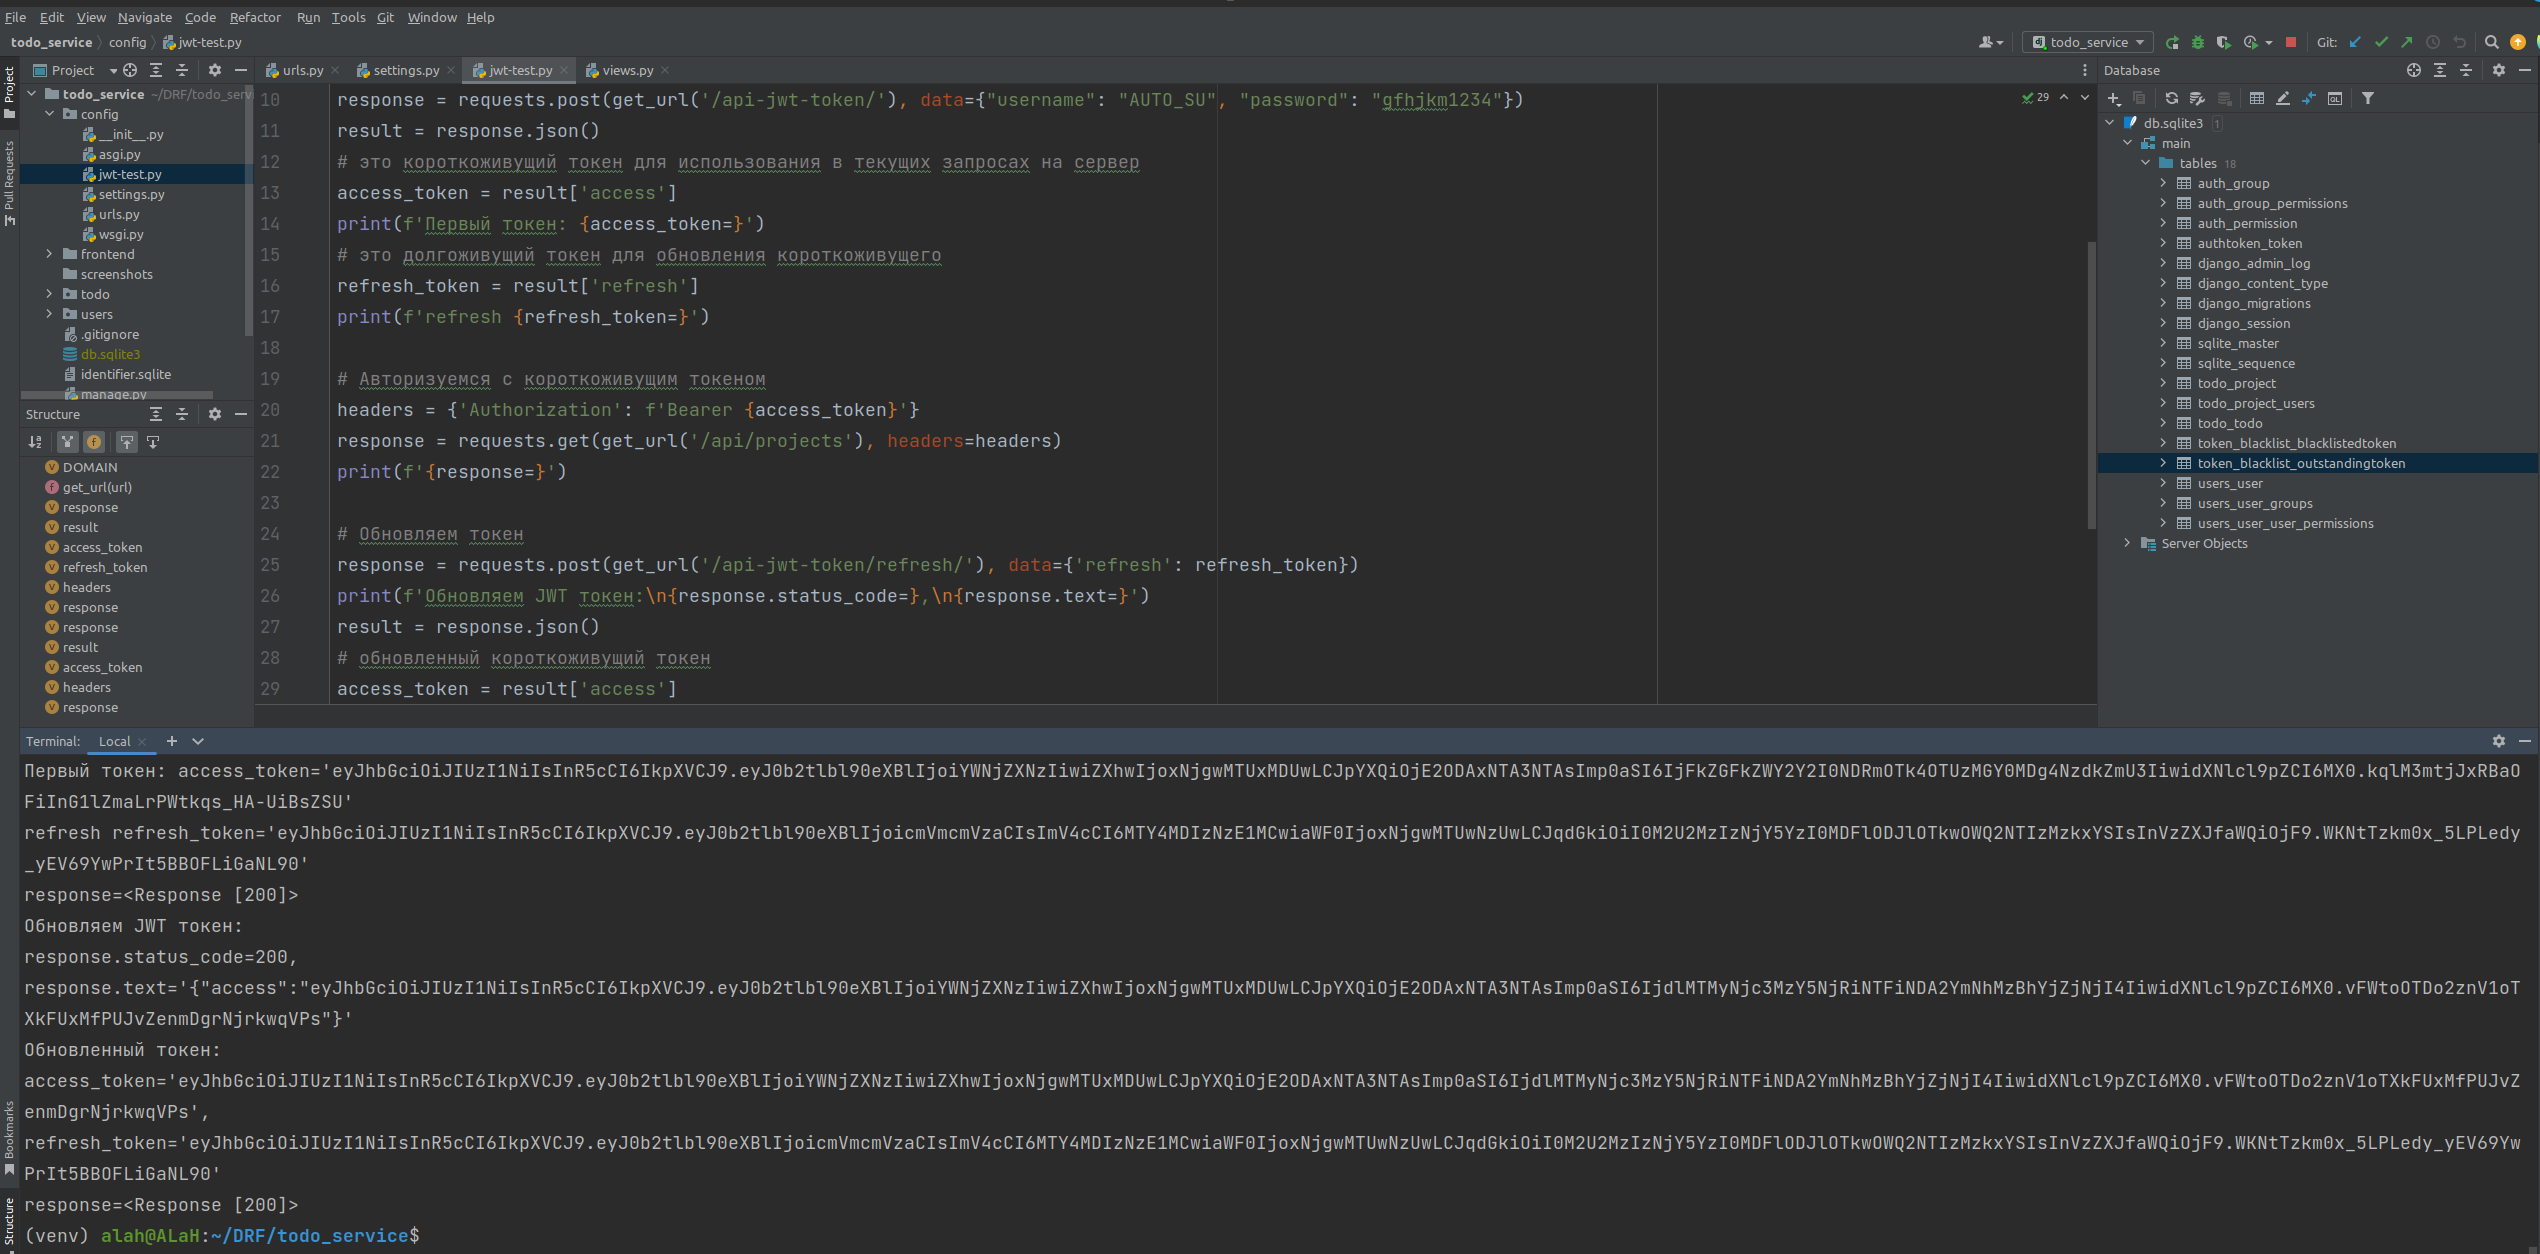 File Edit View Navigate Code Refactor Run Tools Git Window Help
todo_service config jwt-test.py
todo_service Git:
Project
urls.py settings.py jwt-test.py views.py
Database
todo_service ~/DRF/todo_serv
config
__init__.py
asgi.py
jwt-test.py
settings.py
urls.py
wsgi.py
frontend
screenshots
todo
users
.gitignore
db.sqlite3
identifier.sqlite
manage.py
Structure
DOMAIN
get_url(url)
response
result
access_token
refresh_token
headers
response
response
result
access_token
headers
response
10 response = requests.post(get_url('/api-jwt-token/'), data={"username": "AUTO_SU", "password": "gfhjkm1234"})
11 result = response.json()
12 # это короткоживущий токен для использования в текущих запросах на сервер
13 access_token = result['access']
14 print(f'Первый токен: {access_token=}')
15 # это долгоживущий токен для обновления короткоживущего
16 refresh_token = result['refresh']
17 print(f'refresh {refresh_token=}')
18
19 # Авторизуемся с короткоживущим токеном
20 headers = {'Authorization': f'Bearer {access_token}'}
21 response = requests.get(get_url('/api/projects'), headers=headers)
22 print(f'{response=}')
23
24 # Обновляем токен
25 response = requests.post(get_url('/api-jwt-token/refresh/'), data={'refresh': refresh_token})
26 print(f'Обновляем JWT токен:\n{response.status_code=},\n{response.text=}')
27 result = response.json()
28 # обновленный короткоживущий токен
29 access_token = result['access']
29
db.sqlite3 1
main
tables 18
auth_group
auth_group_permissions
auth_permission
authtoken_token
django_admin_log
django_content_type
django_migrations
django_session
sqlite_master
sqlite_sequence
todo_project
todo_project_users
todo_todo
token_blacklist_blacklistedtoken
token_blacklist_outstandingtoken
users_user
users_user_groups
users_user_user_permissions
Server Objects
Project
Pull Requests
Bookmarks
Structure
Terminal: Local
Первый токен: access_token='eyJhbGciOiJIUzI1NiIsInR5cCI6IkpXVCJ9.eyJ0b2tlbl90eXBlIjoiYWNjZXNzIiwiZXhwIjoxNjgwMTUxMDUwLCJpYXQiOjE2ODAxNTA3NTAsImp0aSI6IjFkZGFkZWY2Y2I0NDRmOTk4OTUzMGY0MDg4NzdkZmU3IiwidXNlcl9pZCI6MX0.kqlM3mtjJxRBaO
FiInG1lZmaLrPWtkqs_HA-UiBsZSU'
refresh refresh_token='eyJhbGciOiJIUzI1NiIsInR5cCI6IkpXVCJ9.eyJ0b2tlbl90eXBlIjoicmVmcmVzaCIsImV4cCI6MTY4MDIzNzE1MCwiaWF0IjoxNjgwMTUwNzUwLCJqdGkiOiI0M2U2MzIzNjY5YzI0MDFlODJlOTkwOWQ2NTIzMzkxYSIsInVzZXJfaWQiOjF9.WKNtTzkm0x_5LPLedy
_yEV69YwPrIt5BBOFLiGaNL90'
response=<Response [200]>
Обновляем JWT токен:
response.status_code=200,
response.text='{"access":"eyJhbGciOiJIUzI1NiIsInR5cCI6IkpXVCJ9.eyJ0b2tlbl90eXBlIjoiYWNjZXNzIiwiZXhwIjoxNjgwMTUxMDUwLCJpYXQiOjE2ODAxNTA3NTAsImp0aSI6IjdlMTMyNjc3MzY5NjRiNTFiNDA2YmNhMzBhYjZjNjI4IiwidXNlcl9pZCI6MX0.vFWtoOTDo2znV1oT
XkFUxMfPUJvZenmDgrNjrkwqVPs"}'
Обновленный токен:
access_token='eyJhbGciOiJIUzI1NiIsInR5cCI6IkpXVCJ9.eyJ0b2tlbl90eXBlIjoiYWNjZXNzIiwiZXhwIjoxNjgwMTUxMDUwLCJpYXQiOjE2ODAxNTA3NTAsImp0aSI6IjdlMTMyNjc3MzY5NjRiNTFiNDA2YmNhMzBhYjZjNjI4IiwidXNlcl9pZCI6MX0.vFWtoOTDo2znV1oTXkFUxMfPUJvZ
enmDgrNjrkwqVPs',
refresh_token='eyJhbGciOiJIUzI1NiIsInR5cCI6IkpXVCJ9.eyJ0b2tlbl90eXBlIjoicmVmcmVzaCIsImV4cCI6MTY4MDIzNzE1MCwiaWF0IjoxNjgwMTUwNzUwLCJqdGkiOiI0M2U2MzIzNjY5YzI0MDFlODJlOTkwOWQ2NTIzMzkxYSIsInVzZXJfaWQiOjF9.WKNtTzkm0x_5LPLedy_yEV69Yw
PrIt5BBOFLiGaNL90'
response=<Response [200]>
(venv) alah@ALaH:~/DRF/todo_service$